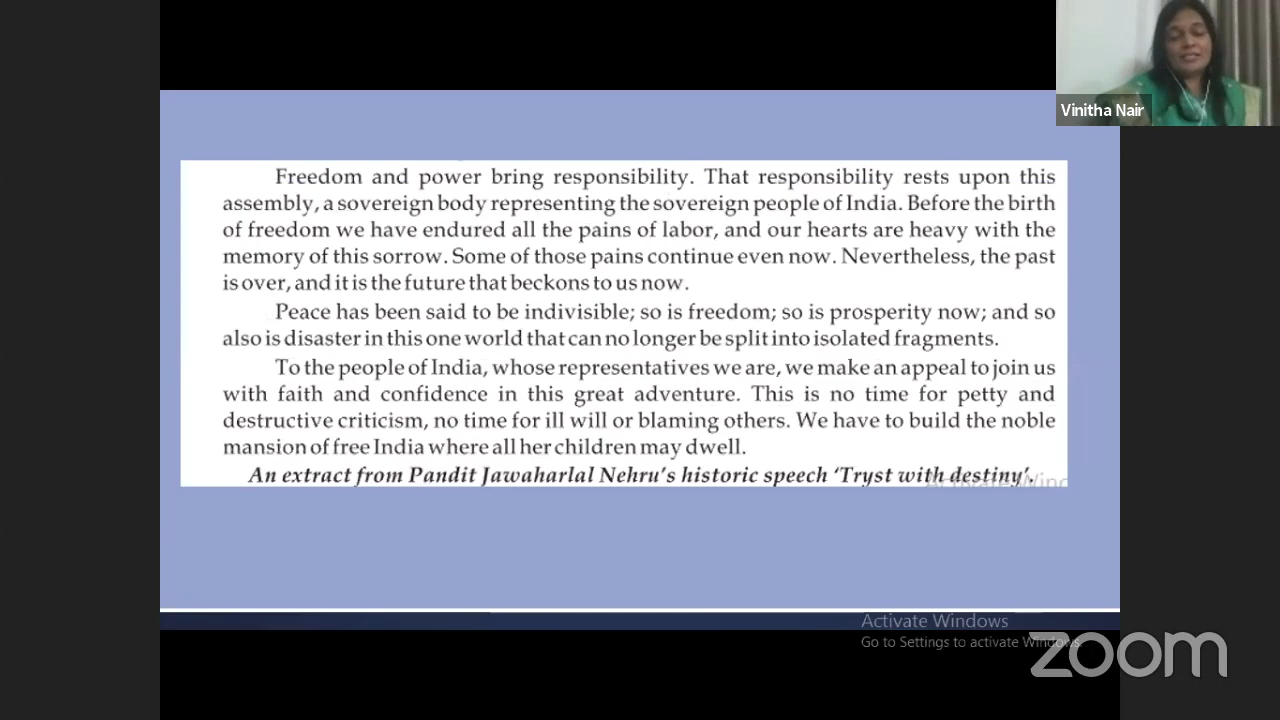 Vinitha Nair
Freedom and power bring responsibility. That responsibility rests upon this
assembly, a sovereign body representing the sovereign people of India. Before the birth
of freedom we have endured all the pains of labor, and our hearts are heavy with the
memory of this sorrow. Some of those pains continue even now. Nevertheless, the past
is over, and it is the future that beckons to us now.
Peace has been said to be indivisible; so is freedom; so is prosperity now; and so
also is disaster in this one world that can no longer be split into isolated fragments.
To the people of India, whose representatives we are, we make an appeal to join us
with faith and confidence in this great adventure. This is no time for petty and
destructive criticism, no time for ill will or blaming others. We have to build the noble
mansion of free India where all her children may dwell.
An extract from Pandit Jawaharlal Nehru's historic speech 'Tryst with destiny'.
Activate Wind
Activate Windows
Go to Settings to activate Windows.
zoom